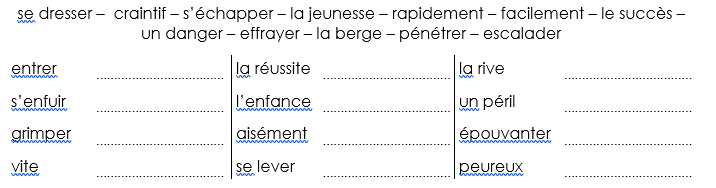 se dresser – craintif – s'échapper – la jeunesse – rapidement – facilement – le succès –
un danger – effrayer – la berge – pénétrer – escalader
entrer ........................ la réussite ........................ la rive ........................
s'enfuir ........................ l'enfance ........................ un péril ........................
grimper ........................ aisément ........................ épouvanter ........................
vite ........................ se lever ........................ peureux ........................